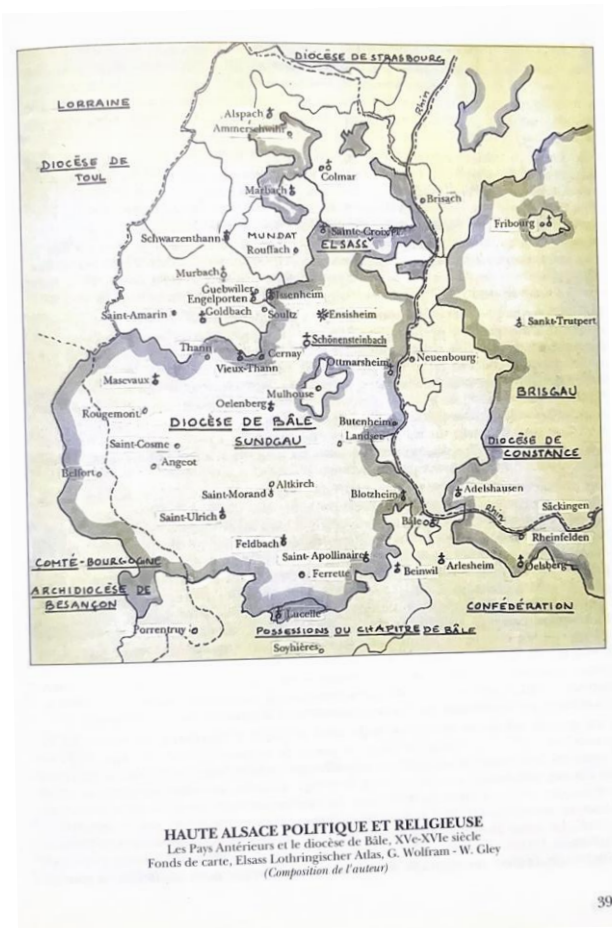 DIOCÈSE DE STRASBOURG
LORRAINE
Rhin
Alspach
Ammerschwihr
DIOCÈSE DE
TOUL
Colmar
Marbach
Brisach
Fribourg
Schwarzenthann
MUNDAT
Rouffach
Sainte-Croix
ELSASS
Murbach
Guebwiller
Engelporten
Issenheim
Saint-Amarin
Goldbach
Soultz
Ensisheim
Sankt-Trutpert
Schönensteinbach
Thann
Cernay
Vieux-Thann
Ottmarsheim
Neuenbourg
Masevaux
Mulhouse
BRISGAU
Oelenberg
Rougemont
DIOCÈSE DE BÂLE
Butenheim
SUNDGAU
Landser
DIOCÈSE DE
CONSTANCE
Saint-Cosme
Angeot
Belfort
Altkirch
Saint-Morand
Blotzheim
Adelshausen
Saint-Ulrich
Rhin
Säckingen
Bâle
Feldbach
Rheinfelden
Saint-Apollinaire
COMTÉ-BOURGOGNE
Ferrette
Beinwil
Arlesheim
Oelsberg
ARCHIDIOCÈSE DE
BESANÇON
Lucelle
CONFÉDÉRATION
Porrentruy
POSSESSIONS DU CHAPITRE DE BÂLE
Soyhières
HAUTE ALSACE POLITIQUE ET RELIGIEUSE
Les Pays Antérieurs et le diocèse de Bâle, XVe-XVIe siècle
Fonds de carte, Elsass Lothringischer Atlas, G. Wolfram - W. Gley
(Composition de l'auteur)
39